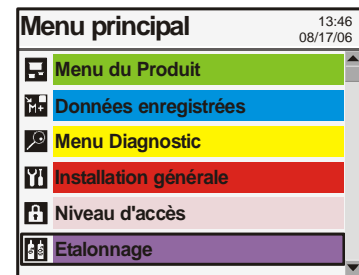 Menu principal
13:46
08/17/06
Menu du Produit
Données enregistrées
Menu Diagnostic
Installation générale
Niveau d'accès
Etalonnage